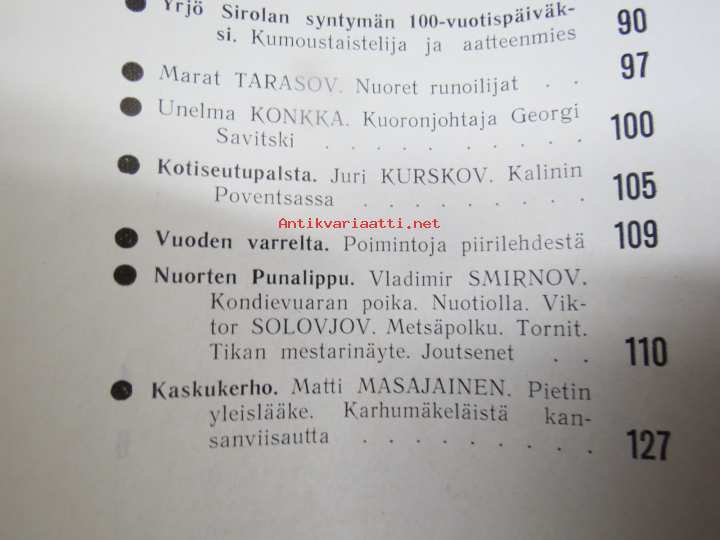 Yrjö Sirolan syntymän 100-vuotispäiväk-
si. Kumoustaistelija ja aatteenmies 90
Marat TARASOV. Nuoret runoilijat . . 97
Unelma KONKKA. Kuoronjohtaja Georgi
Savitski . . . . . . . . . . 100
Kotiseutupalsta. Juri KURSKOV. Kalinin
Poventsassa . . . . . . . . . 105
Antikvariaatti.net
Vuoden varrelta. Poimintoja piirilehdestä 109
Nuorten Punalippu. Vladimir SMIRNOV.
Kondievuaran poika. Nuotiolla. Vik-
tor SOLOVJOV. Metsäpolku. Tornit.
Tikan mestarinäyte. Joutsenet . . 110
Kaskukerho. Matti MASAJAINEN. Pietin
yleislääke. Karhumäkeläistä kan-
sanviisautta . . . . . . . . . 127